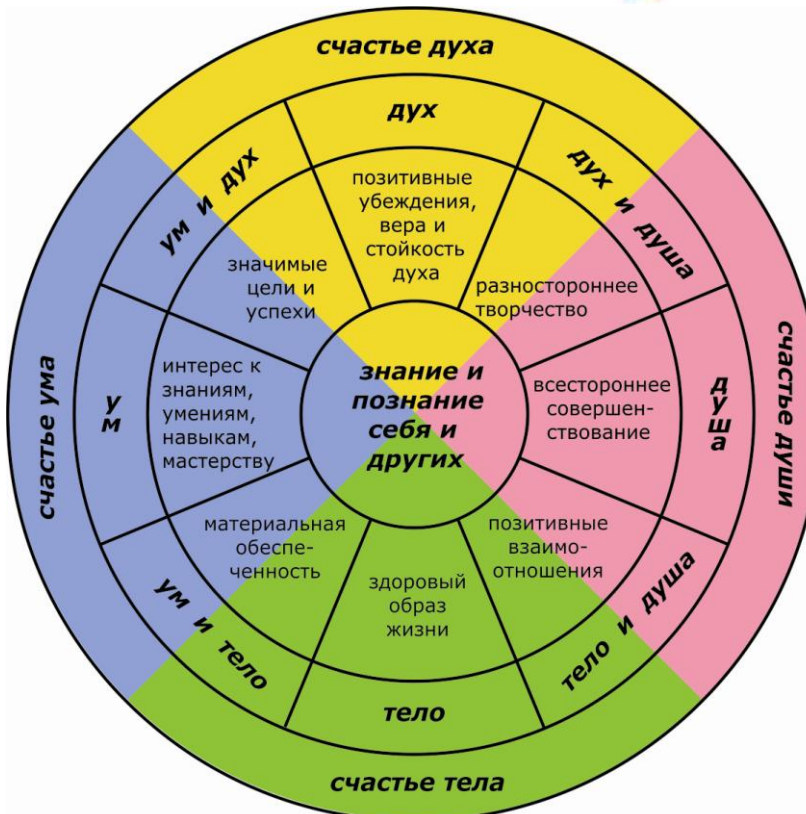 счастье духа
дух
ум и дух
дух и душа
позитивные
убеждения,
вера и
стойкость
духа
значимые
цели и
успехи
разностороннее
творчество
счастье ума
ум
интерес к
знаниям,
умениям,
навыкам,
мастерству
знание и
познание
себя и
других
всестороннее
совершен-
ствование
душа
счастье души
материальная
обеспе-
ченность
здоровый
образ
жизни
позитивные
взаимо-
отношения
ум и тело
тело
тело и душа
счастье тела